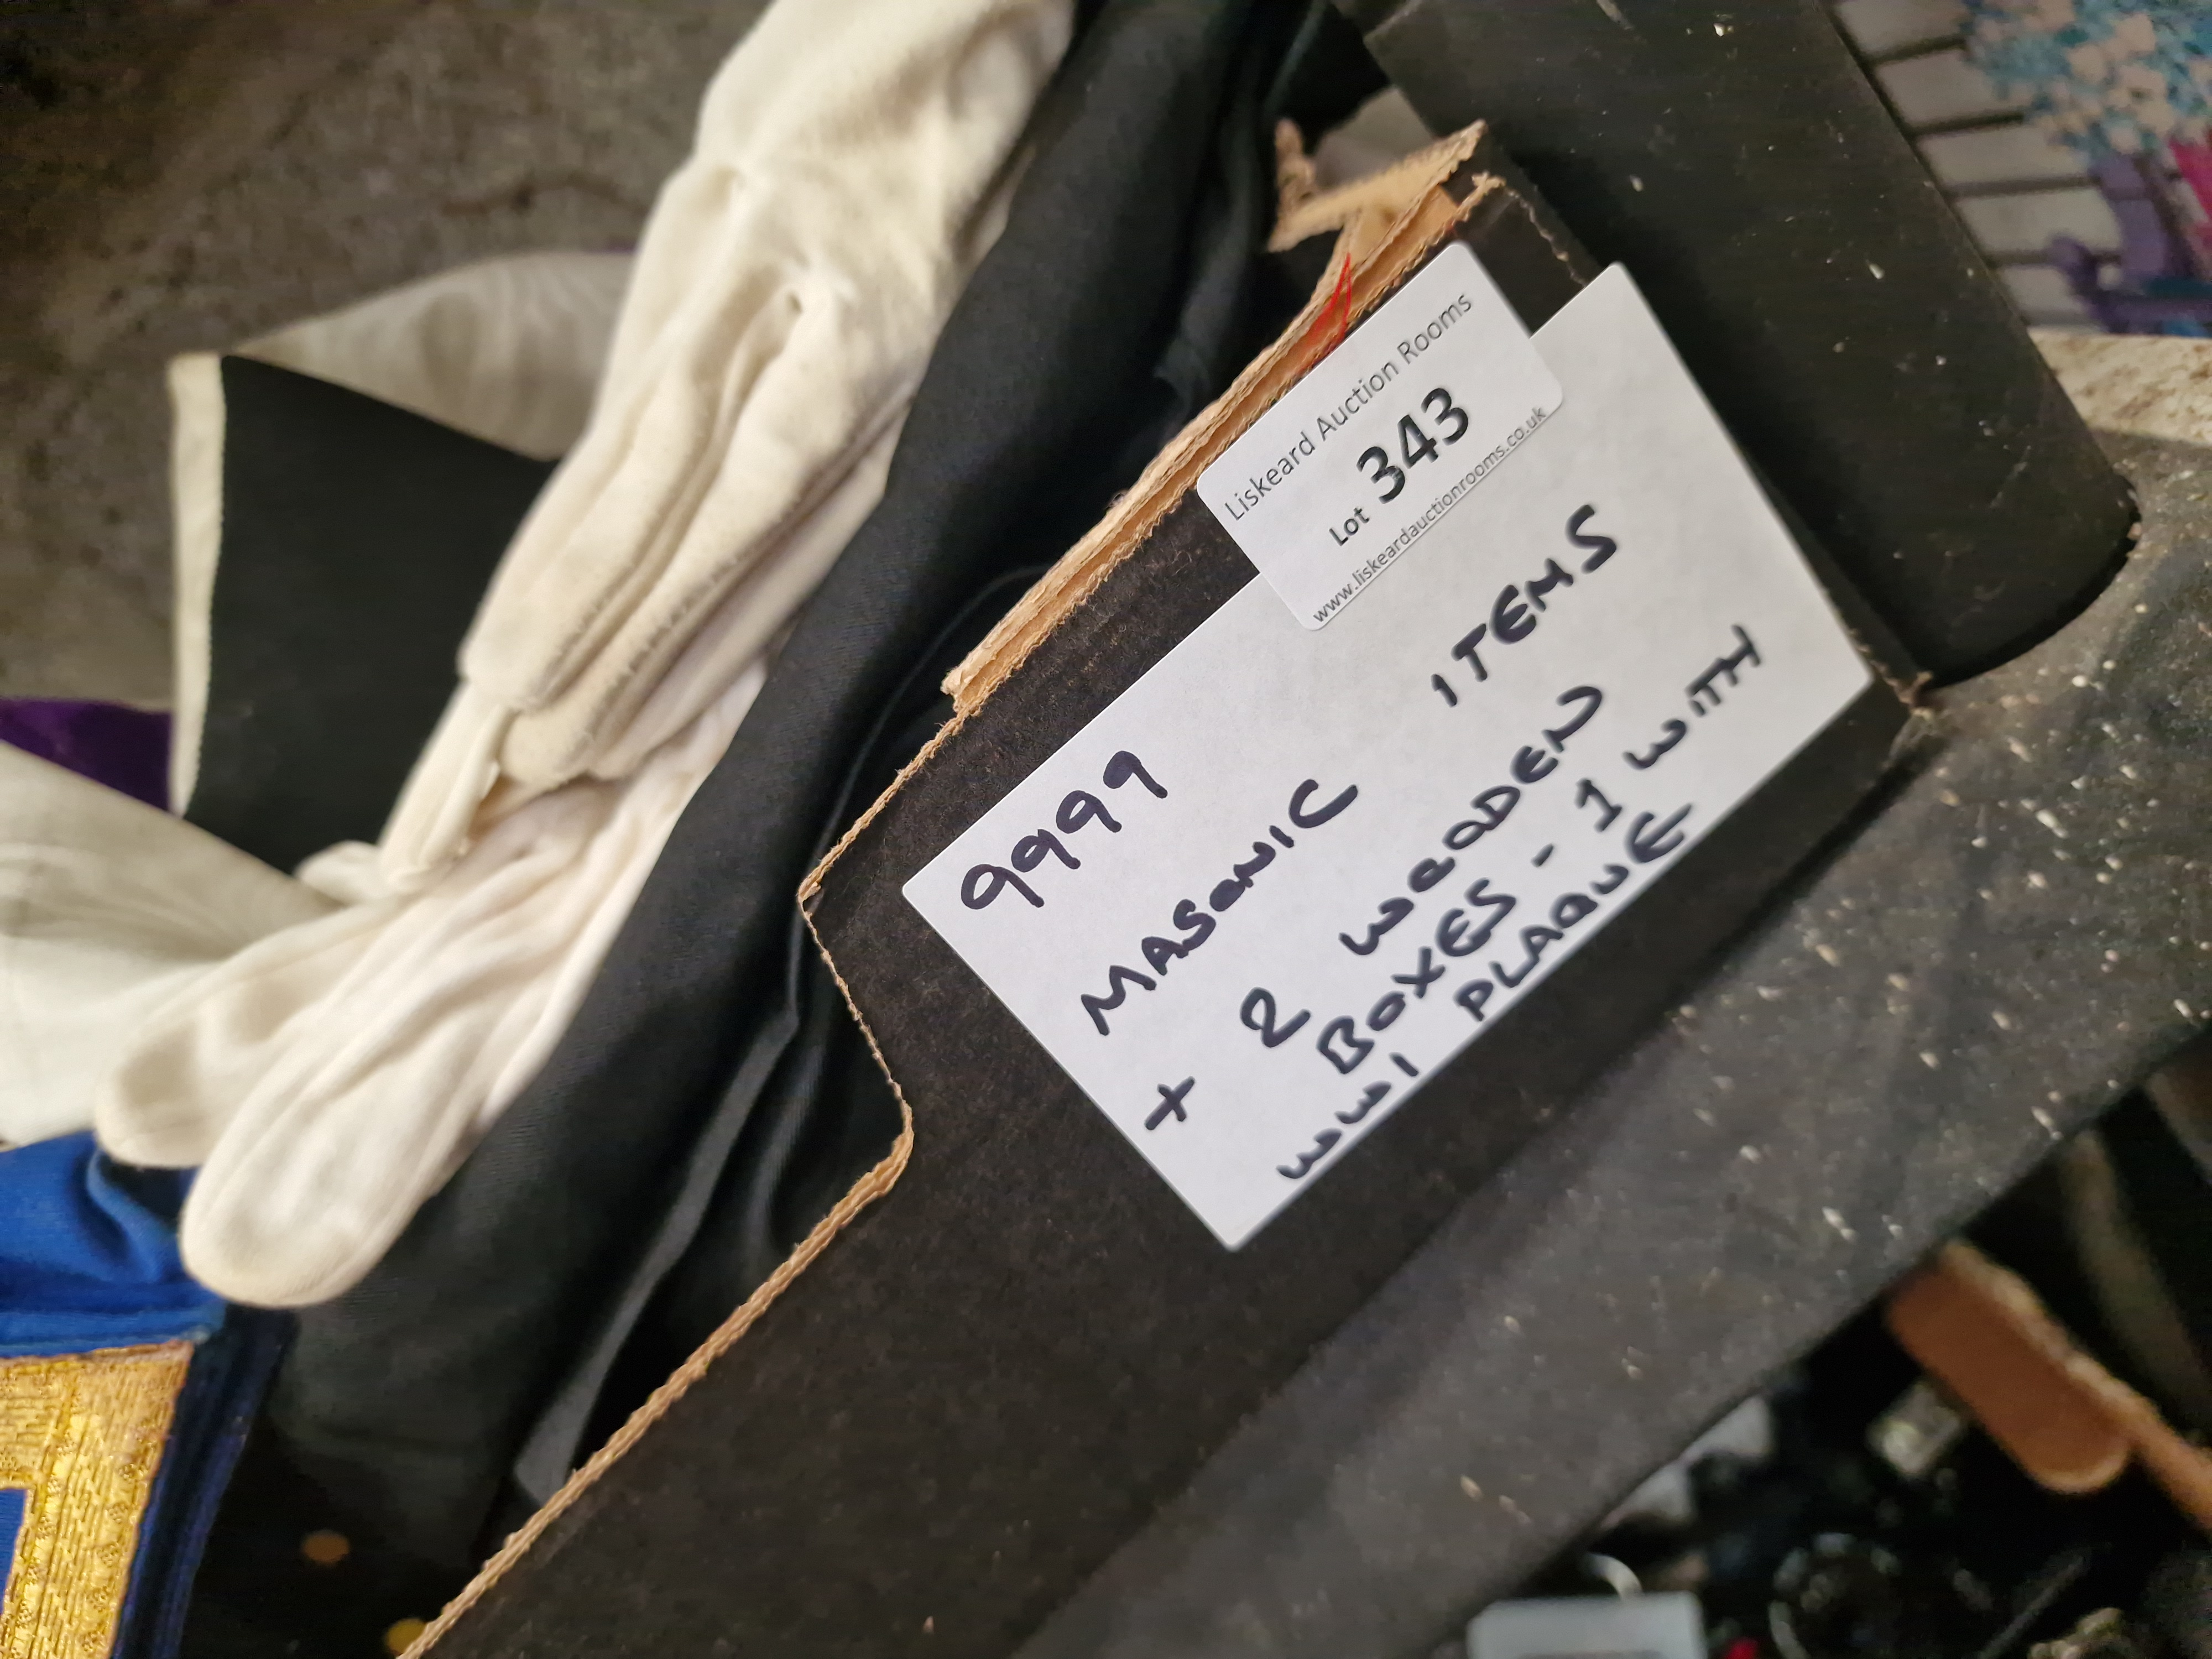 Liskeard Auction Rooms
Lot 343
www.liskeardauctionrooms.co.uk
9999
MASONIC ITEMS
+ 2 WOODEN
BOXES - 1 WITH
WW1 PLAQUE